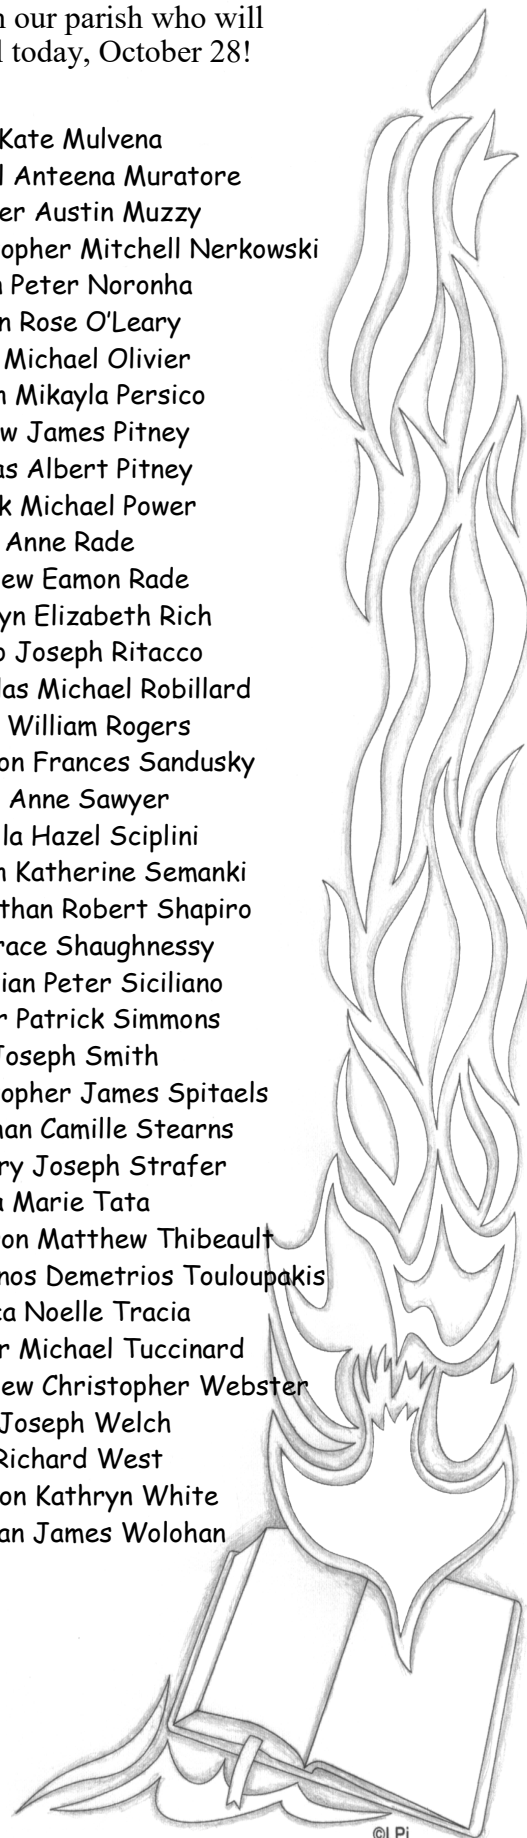 n our parish who will
l today, October 28!
Kate Mulvena
l Anteena Muratore
er Austin Muzzy
opher Mitchell Nerkowski
n Peter Noronha
n Rose O'Leary
Michael Olivier
n Mikayla Persico
w James Pitney
as Albert Pitney
k Michael Power
Anne Rade
ew Eamon Rade
yn Elizabeth Rich
o Joseph Ritacco
las Michael Robillard
William Rogers
on Frances Sandusky
Anne Sawyer
la Hazel Sciplini
n Katherine Semanki
than Robert Shapiro
race Shaughnessy
ian Peter Siciliano
r Patrick Simmons
Joseph Smith
opher James Spitaels
nan Camille Stearns
ry Joseph Strafer
a Marie Tata
on Matthew Thibeault
nos Demetrios Touloupakis
ca Noelle Tracia
r Michael Tuccinard
ew Christopher Webster
Joseph Welch
Richard West
on Kathryn White
an James Wolohan
©LPi